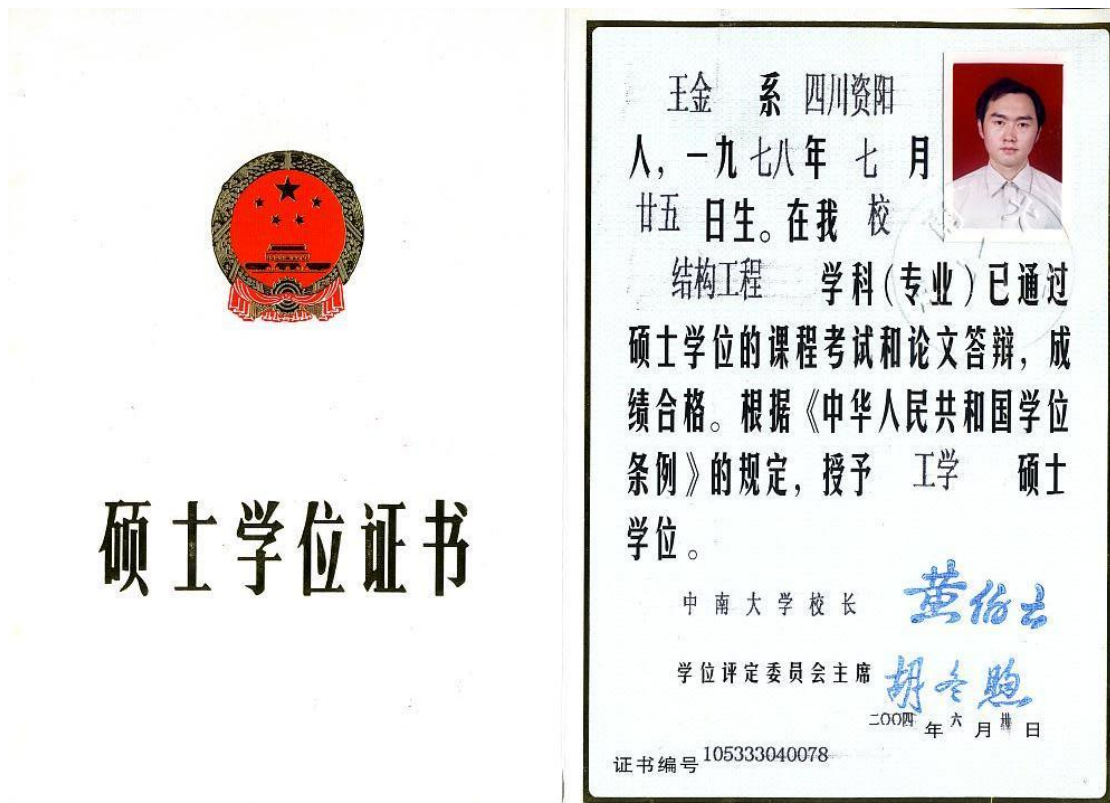 硕士学位证书
王金 系 四川资阳
人，一九七八年 七 月
廿五 日生。在我 校
结构工程 学科(专业)已通过
硕士学位的课程考试和论文答辩，成
绩合格。根据《中华人民共和国学位
条例》的规定，授予 工学 硕士
学位。
中南大学校长 黄伯云
学位评定委员会主席 胡冬煦
二〇〇四 年 六 月 卅 日
证书编号 105333040078